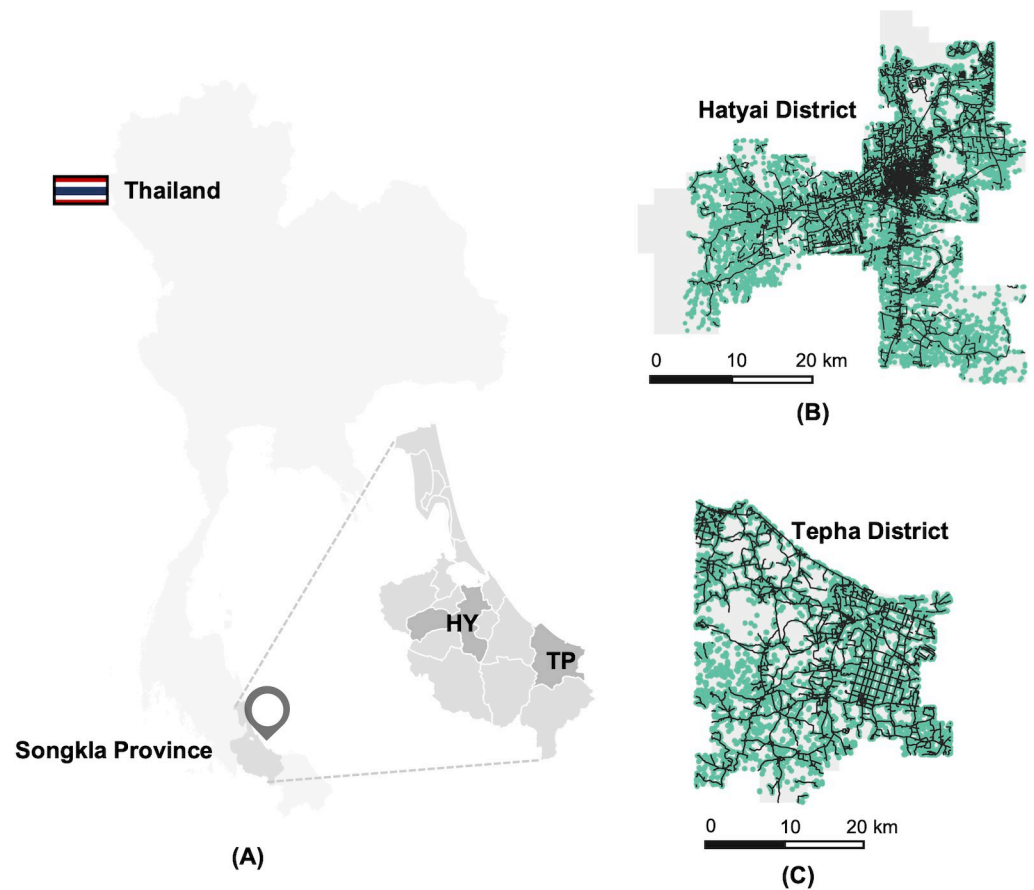 Thailand
HY
TP
Songkla Province
(A)
Hatyai District
0 10 20 km
(B)
Tepha District
0 10 20 km
(C)